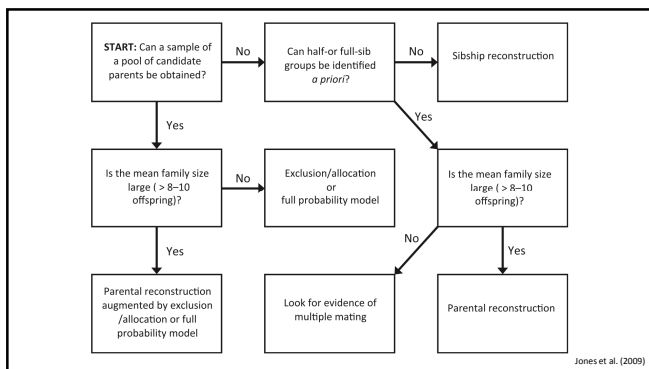 START: Can a sample of
a pool of candidate
parents be obtained?
No
Can half-or full-sib
groups be identified
a priori?
No
Sibship reconstruction
Yes
Yes
Is the mean family size
large ( > 8–10
offspring)?
No
Exclusion/allocation
or
full probability model
Is the mean family size
large ( > 8–10
offspring)?
Yes
No
Yes
Parental reconstruction
augmented by exclusion
/allocation or full
probability model
Look for evidence of
multiple mating
Parental reconstruction
Jones et al. (2009)